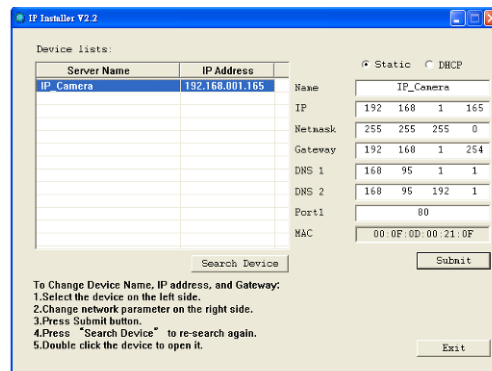 IP Installer V2.2
Device lists:
Server Name IP Address
IP_Camera 192.168.001.165
Static DHCP
Name IP_Camera
IP 192 168 1 165
Netmask 255 255 255 0
Gateway 192 168 1 254
DNS 1 168 95 1 1
DNS 2 168 95 192 1
Port1 80
MAC 00:0F:0D:00:21:0F
Search Device
Submit
To Change Device Name, IP address, and Gateway:
1.Select the device on the left side.
2.Change network parameter on the right side.
3.Press Submit button.
4.Press “Search Device” to re-search again.
5.Double click the device to open it.
Exit